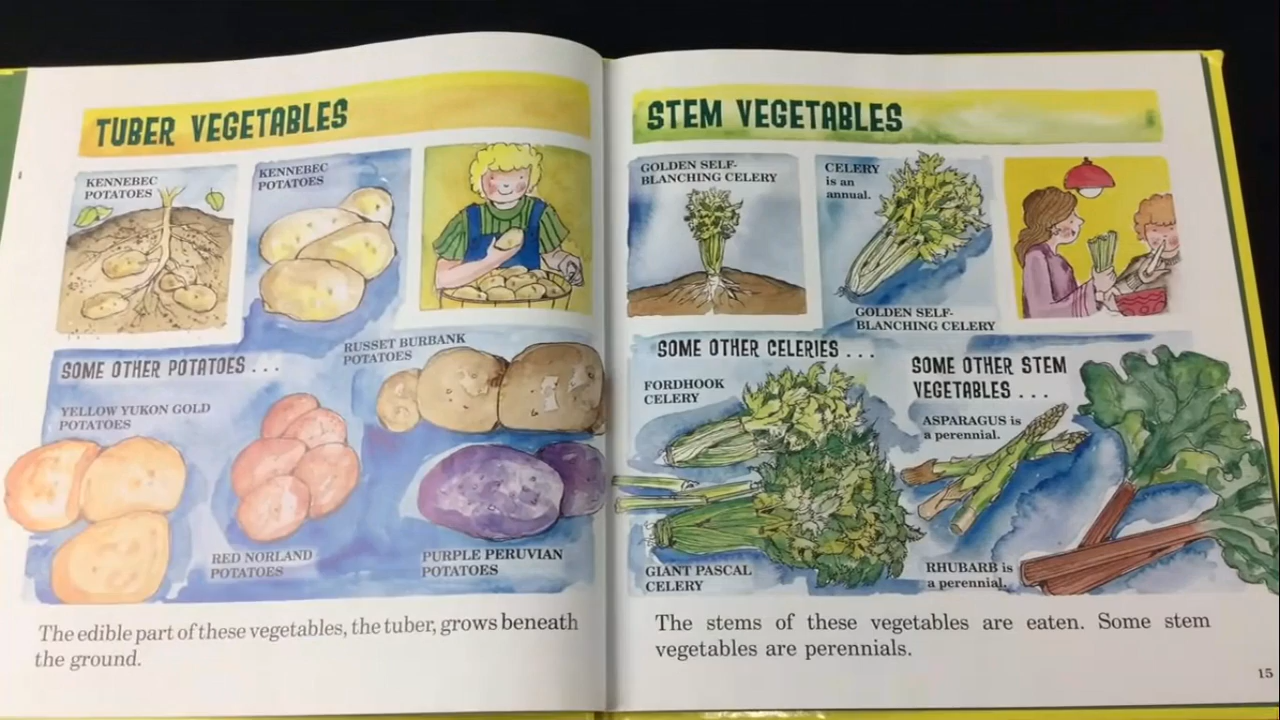 TUBER VEGETABLES
KENNEBEC
POTATOES
KENNEBEC
POTATOES
SOME OTHER POTATOES . . .
RUSSET BURBANK
POTATOES
YELLOW YUKON GOLD
POTATOES
RED NORLAND
POTATOES
PURPLE PERUVIAN
POTATOES
The edible part of these vegetables, the tuber, grows beneath
the ground.
STEM VEGETABLES
GOLDEN SELF-
BLANCHING CELERY
CELERY
is an
annual.
GOLDEN SELF-
BLANCHING CELERY
SOME OTHER CELERIES . . .
FORDHOOK
CELERY
GIANT PASCAL
CELERY
SOME OTHER STEM
VEGETABLES . . .
ASPARAGUS is
a perennial.
RHUBARB is
a perennial.
The stems of these vegetables are eaten. Some stem
vegetables are perennials.
15